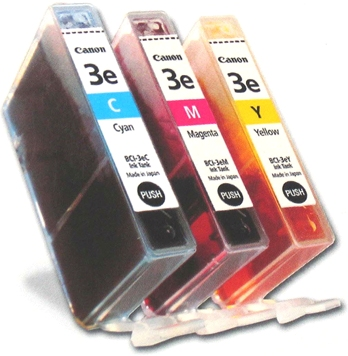 Canon
3e
C
Cyan
BCI-3eC
Ink Tank
Made in Japan
PUSH
Canon
3e
M
Magenta
BCI-3eM
Ink Tank
Made in Japan
PUSH
Canon
3e
Y
Yellow
BCI-3eY
Ink Tank
Made in Japan
PUSH